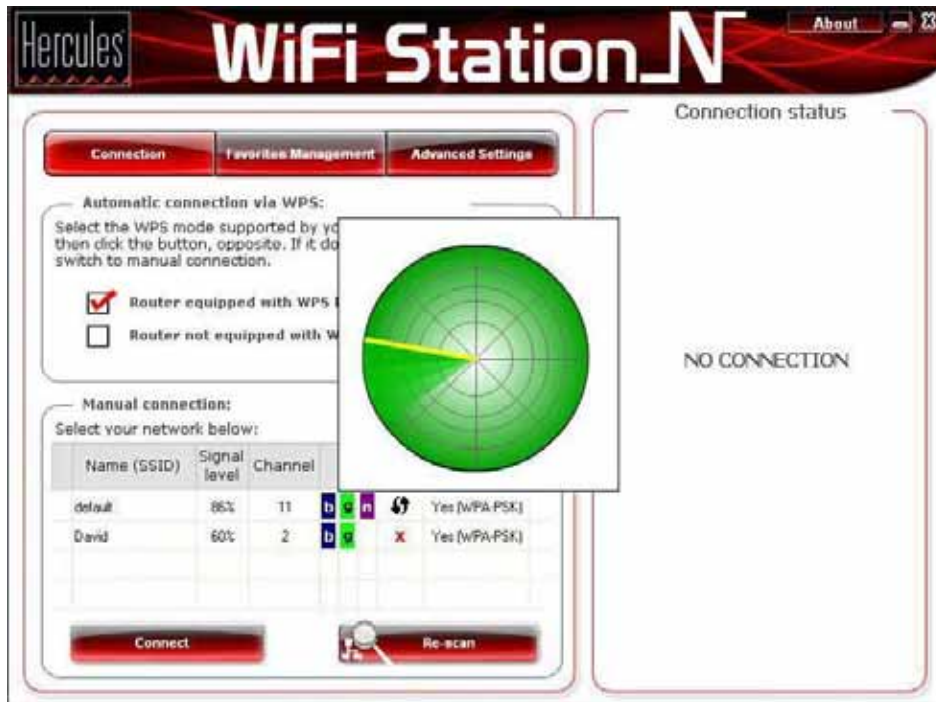 Hercules
WiFi Station N
About
Connection
Favorites Management
Advanced Settings
Connection status
Automatic connection via WPS:
Select the WPS mode supported by
then click the button, opposite. If it
switch to manual connection.
Router equipped with WPS
Router not equipped with
NO CONNECTION
Manual connection:
Select your network below:
Name (SSID)
Signal level
Channel
default 86% 11 b g n Yes (WPA-PSK)
David 60% 2 b g x Yes (WPA-PSK)
Connect
Re-scan